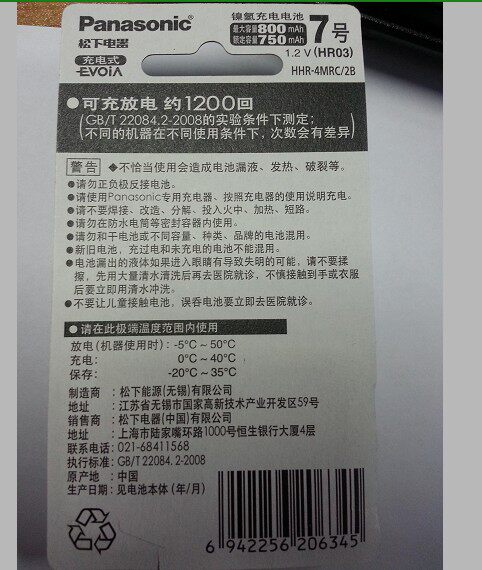 Panasonic
松下电器
充电式
EVOIA
镍氢充电电池
最大容量800 mAh
额定容量750 mAh
7号
1.2 V (HR03)
HHR-4MRC/2B
●可充放电 约1200回
(GB/T 22084.2-2008的实验条件下测定;
不同的机器在不同使用条件下,次数会有差异)
警告 ◆不恰当使用会造成电池漏液、发热、破裂等。
●请勿正负极反接电池。
●请使用Panasonic专用充电器、按照充电器的使用说明充电。
●请不要焊接、改造、分解、投入火中、加热、短路。
●请勿在防水电筒等密封容器内使用。
●请勿和干电池或不同容量、种类、品牌的电池混用。
●新旧电池、充过电和未充电的电池不能混用。
●电池漏出的液体如果进入眼睛有导致失明的可能,请不要揉
擦,先用大量清水清洗后再去医院就诊,不慎接触到手或衣服
后要立即用清水冲洗。
●不要让儿童接触电池,误吞电池要立即去医院就诊。
●请在此极端温度范围内使用
放电(机器使用时):-5°C～50°C
充电: 0°C～40°C
保存: -20°C～35°C
制造商:松下能源(无锡)有限公司
地址:江苏省无锡市国家高新技术产业开发区59号
销售商:松下电器(中国)有限公司
地址:上海市陆家嘴环路1000号恒生银行大厦4层
联系电话:021-68411568
执行标准:GB/T 22084.2-2008
原产地:中国
生产日期:见电池本体(年/月)
6 942256 206345